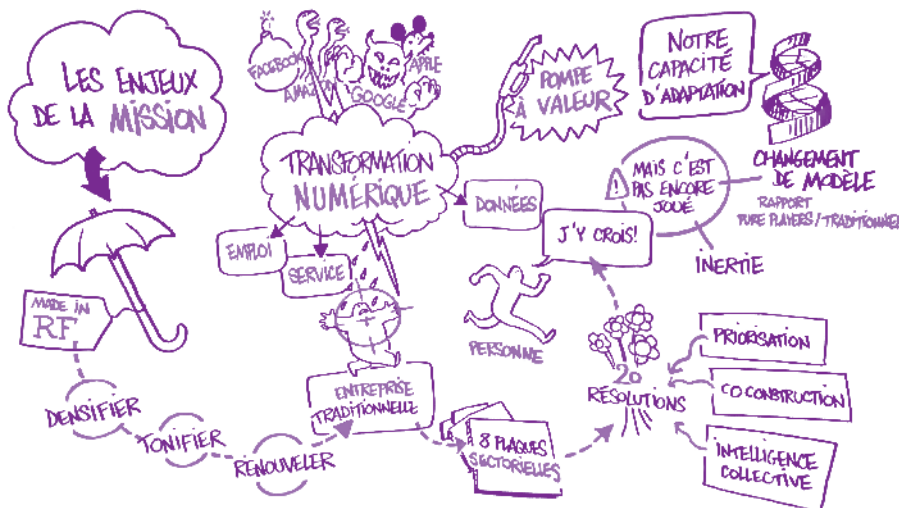 LES ENJEUX
DE LA MISSION
MADE IN
RF
DENSIFIER
TONIFIER
RENOUVELER
FACEBOOK
AMAZON
GOOGLE
APPLE
TRANSFORMATION
NUMÉRIQUE
EMPLOI
SERVICE
DONNÉES
POMPE
À VALEUR
ENTREPRISE
TRADITIONNELLE
8 PLAQUES
SECTORIELLES
PERSONNE
J'Y CROIS!
20
RÉSOLUTIONS
PRIORISATION
CO CONSTRUCTION
INTELLIGENCE
COLLECTIVE
!
MAIS C'EST
PAS ENCORE
JOUÉ
INERTIE
CHANGEMENT
DE MODÈLE
RAPPORT
PURE PLAYERS/TRADITIONNEL
NOTRE
CAPACITÉ
D'ADAPTATION